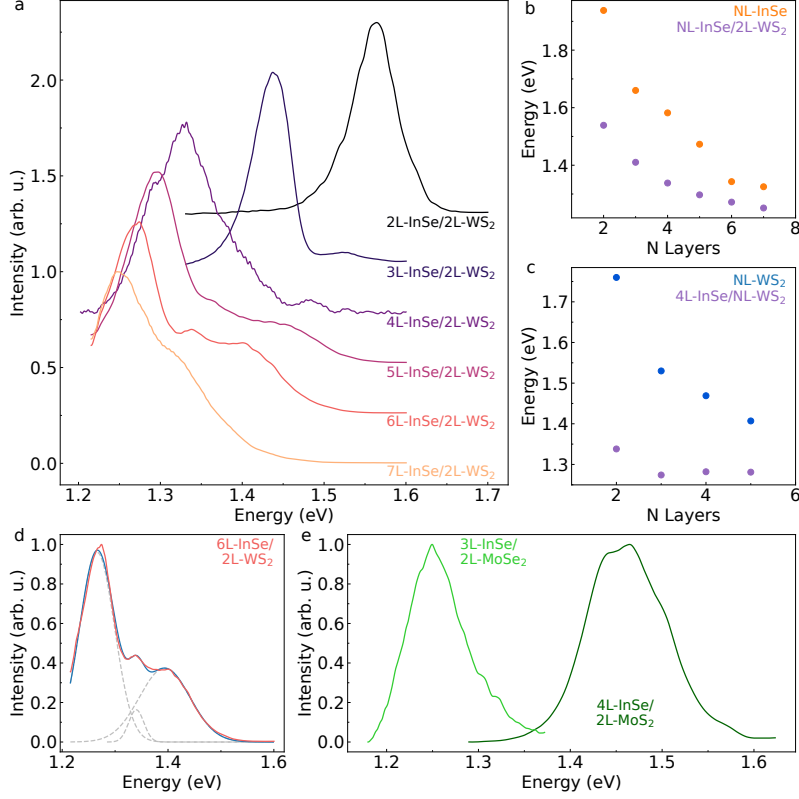 a
Intensity (arb. u.)
2.0
1.5
1.0
0.5
0.0
2L-InSe/2L-WS₂
3L-InSe/2L-WS₂
4L-InSe/2L-WS₂
5L-InSe/2L-WS₂
6L-InSe/2L-WS₂
7L-InSe/2L-WS₂
1.2 1.3 1.4 1.5 1.6 1.7
Energy (eV)
b
Energy (eV)
1.8
1.6
1.4
NL-InSe
NL-InSe/2L-WS₂
2 4 6 8
N Layers
c
Energy (eV)
1.7
1.6
1.5
1.4
1.3
NL-WS₂
4L-InSe/NL-WS₂
2 4 6
N Layers
d
Intensity (arb. u.)
1.0
0.8
0.6
0.4
0.2
0.0
6L-InSe/
2L-WS₂
1.2 1.4 1.6
Energy (eV)
e
Intensity (arb. u.)
1.0
0.8
0.6
0.4
0.2
0.0
3L-InSe/
2L-MoSe₂
4L-InSe/
2L-MoS₂
1.2 1.3 1.4 1.5 1.6
Energy (eV)